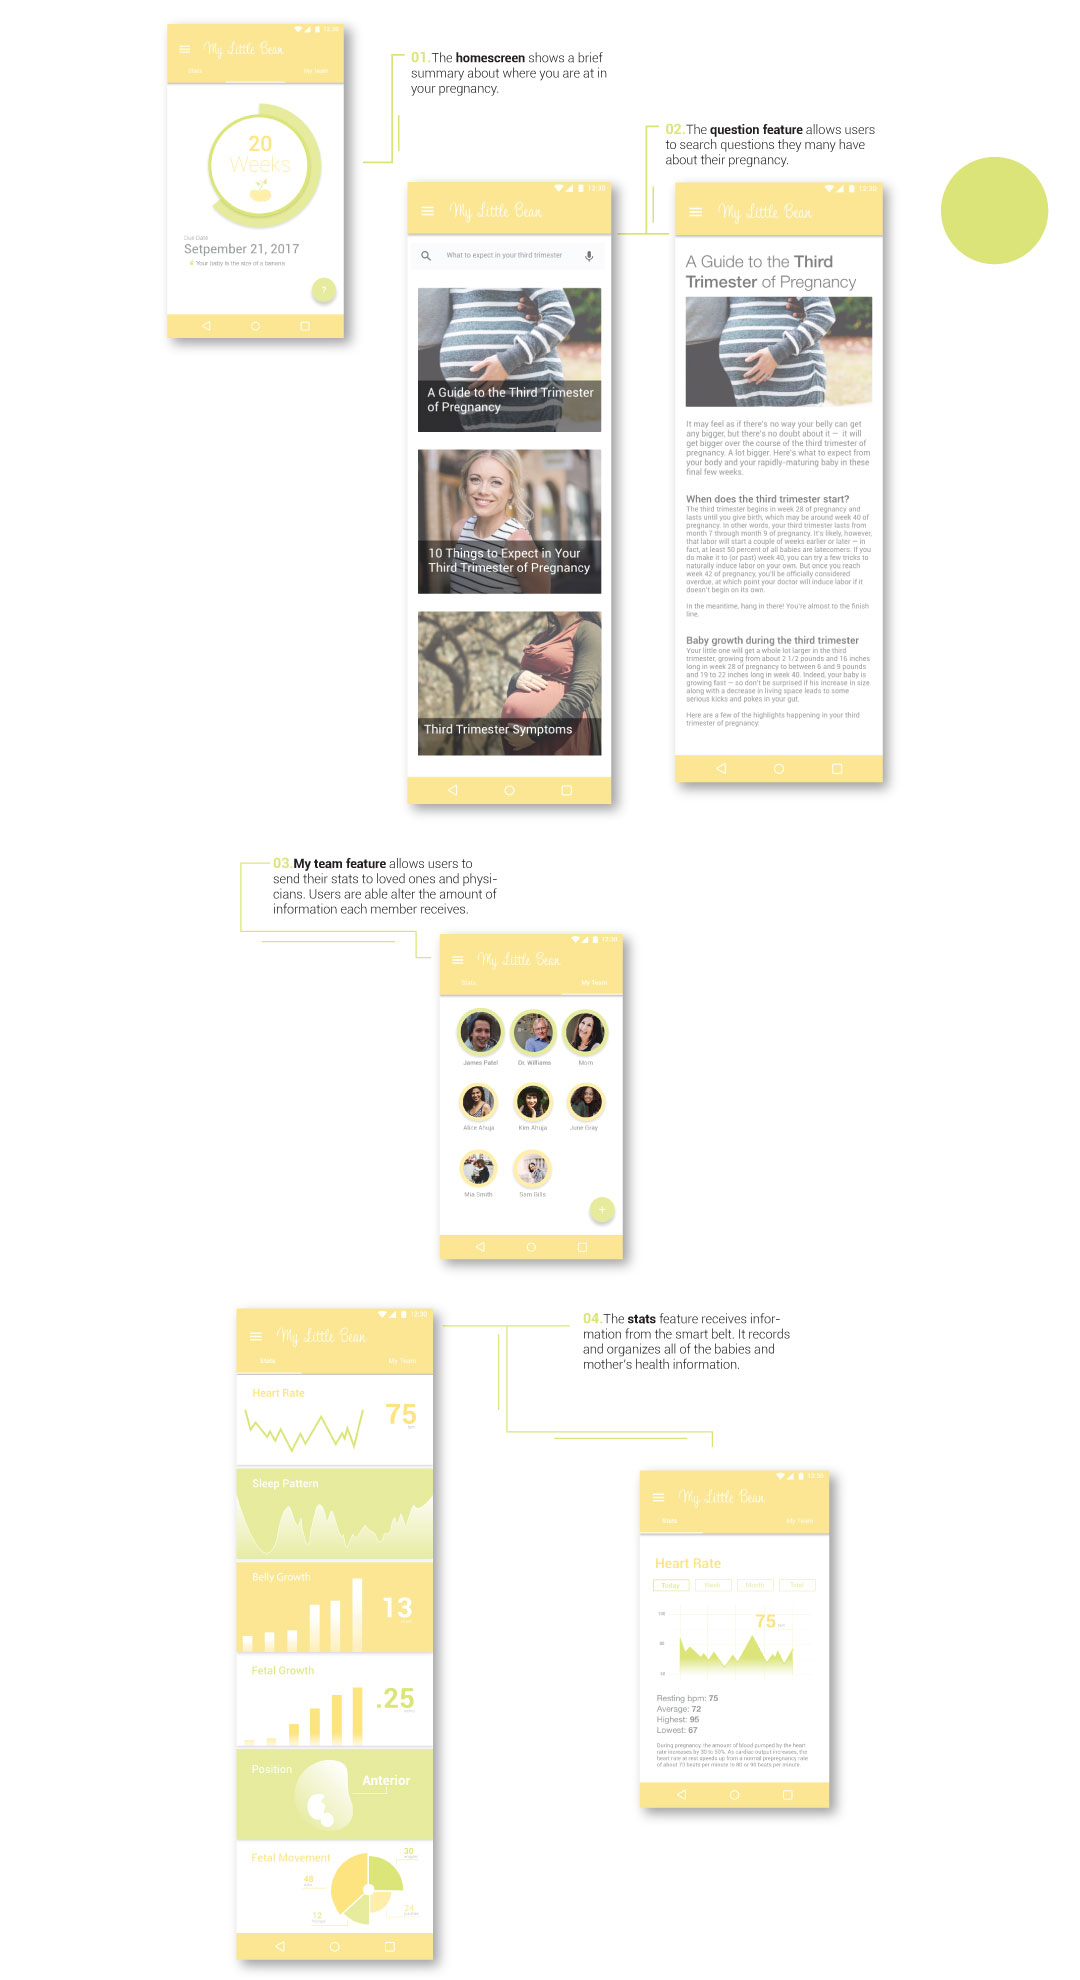 12:30
My Little Bean
Stats
My Team
20
Weeks
Due Date
Setpember 21, 2017
Your baby is the size of a banana
?
01.The homescreen shows a brief
summary about where you are at in
your pregnancy.
02.The question feature allows users
to search questions they many have
about their pregnancy.
12:30
My Little Bean
What to expect in your third trimester
A Guide to the Third Trimester
of Pregnancy
10 Things to Expect in Your
Third Trimester of Pregnancy
Third Trimester Symptoms
12:30
My Little Bean
A Guide to the Third
Trimester of Pregnancy
It may feel as if there's no way your belly can get
any bigger, but there's no doubt about it — it will
get bigger over the course of the third trimester of
pregnancy. A lot bigger. Here's what to expect from
your body and your rapidly-maturing baby in these
final few weeks.
When does the third trimester start?
The third trimester begins in week 28 of pregnancy and
lasts until you give birth, which may be around week 40 of
pregnancy. In other words, your third trimester lasts from
month 7 through month 9 of pregnancy. It's likely, however,
that labor will start a couple of weeks earlier or later — in
fact, at least 50 percent of all babies are latecomers. If you
do make it to (or past) week 40, you can try a few tricks to
naturally induce labor on your own. But once you reach
week 42 of pregnancy, you'll be officially considered
overdue, at which point your doctor will induce labor if it
doesn't begin on its own.
In the meantime, hang in there! You're almost to the finish
line.
Baby growth during the third trimester
Your little one will get a whole lot larger in the third
trimester, growing from about 2 1/2 pounds and 16 inches
long in week 28 of pregnancy to between 6 and 9 pounds
and 19 to 22 inches long in week 40. Indeed, your baby is
growing fast — so don't be surprised if his increase in size
along with a decrease in living space leads to some
serious kicks and pokes in your gut.
Here are a few of the highlights happening in your third
trimester of pregnancy.
03.My team feature allows users to
send their stats to loved ones and physi-
cians. Users are able alter the amount of
information each member receives.
12:30
My Little Bean
Stats
My Team
James Patel
Dr. Williams
Mom
Alice Ahuja
Kim Ahuja
June Gray
Mia Smith
Sam Gills
+
12:30
My Little Bean
Stats
My Team
Heart Rate
75
bpm
Sleep Pattern
Belly Growth
13
Fetal Growth
.25
Position
Anterior
Fetal Movement
30
48
12
24
04.The stats feature receives infor-
mation from the smart belt. It records
and organizes all of the babies and
mother's health information.
12:30
My Little Bean
Stats
My Team
Heart Rate
Today
Week
Month
Year
100
80
60
75
bpm
Resting bpm: 75
Average: 72
Highest: 95
Lowest: 67
During pregnancy, the amount of blood pumped by the heart
rate increases by 30 to 50%. As cardiac output increases, the
heart rate at rest speeds up from a normal prepregnancy rate
of about 70 beats per minute to 80 or 90 beats per minute.